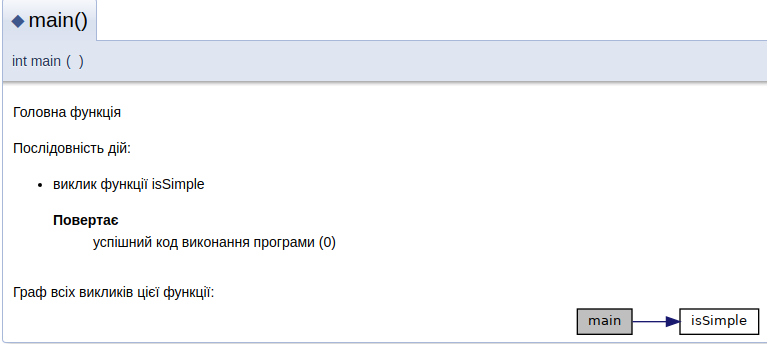 ◆ main()
int main ( )
Головна функція
Послідовність дій:
• виклик функції isSimple
Повертає
успішний код виконання програми (0)
Граф всіх викликів цієї функції:
main isSimple